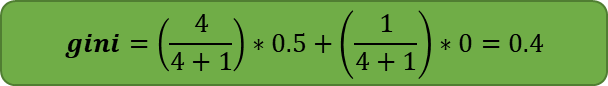 gini = (4/(4 + 1)) * 0.5 + (1/(4 + 1)) * 0 = 0.4